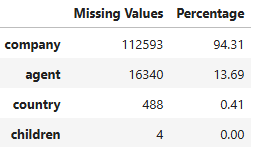 Missing Values Percentage
company 112593 94.31
agent 16340 13.69
country 488 0.41
children 4 0.00